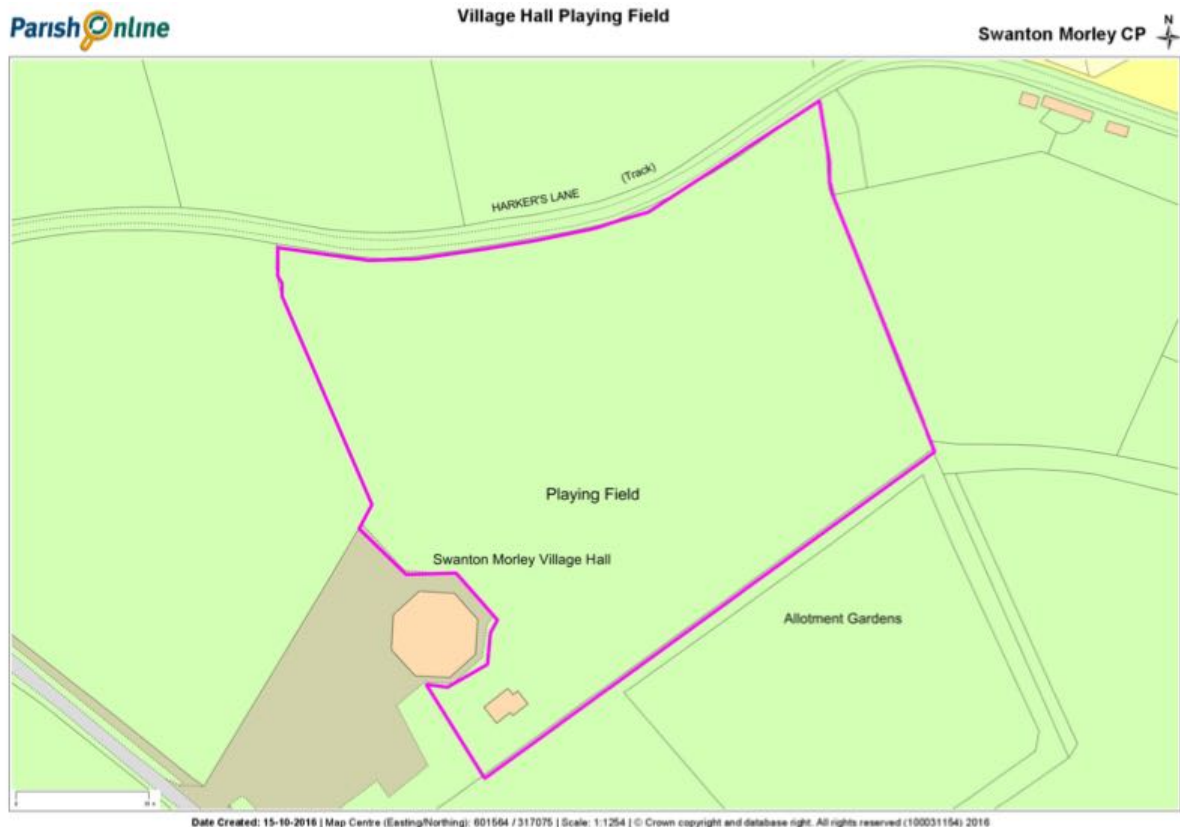 Parish Online
Village Hall Playing Field
Swanton Morley CP
N
HARKER'S LANE
(Track)
Playing Field
Swanton Morley Village Hall
Allotment Gardens
Date Created: 15-10-2016 | Map Centre (Easting/Northing): 601564 / 317075 | Scale: 1:1254 | © Crown copyright and database right. All rights reserved (100031154) 2016